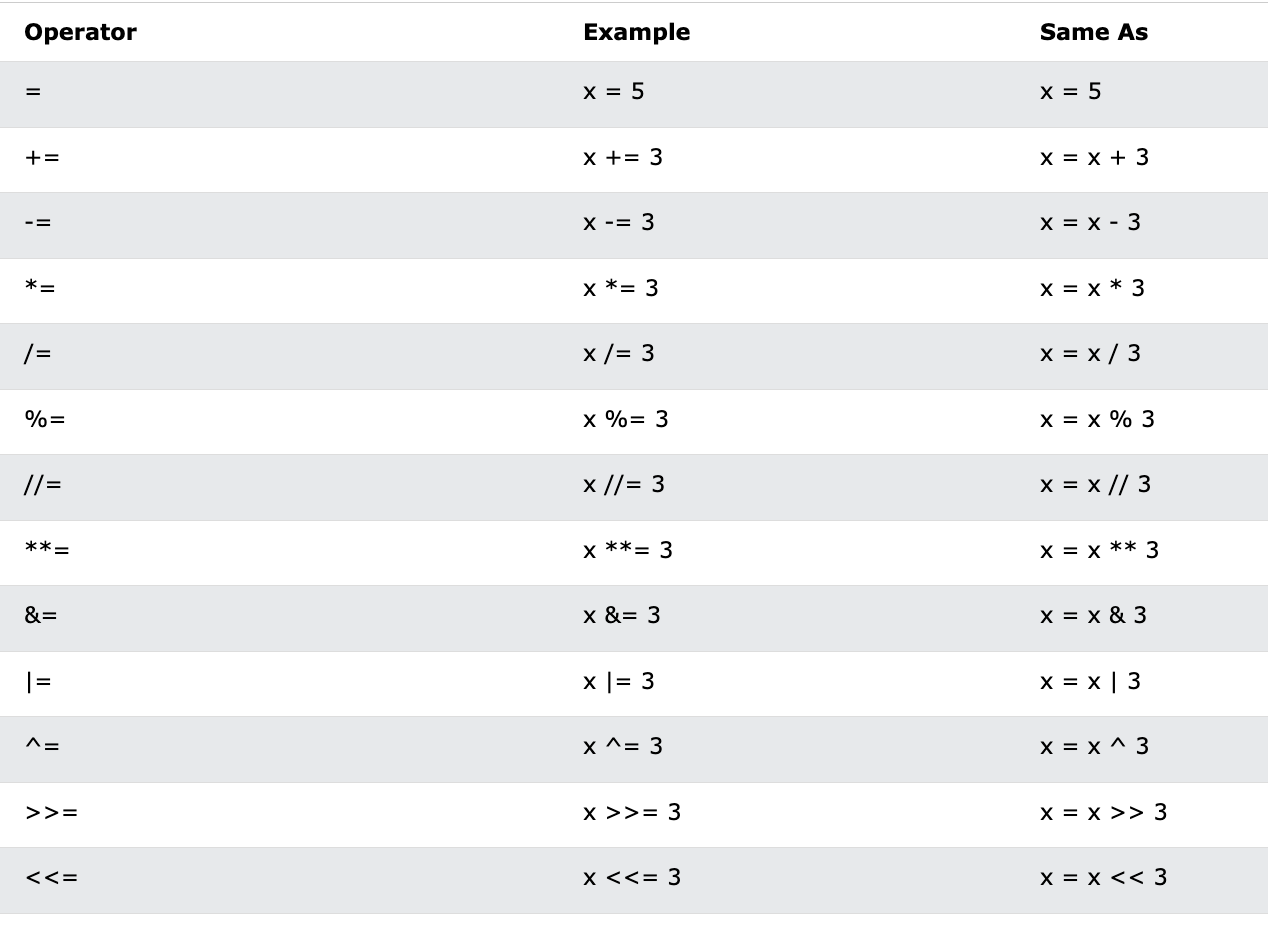 Operator Example Same As
= x = 5 x = 5
+= x += 3 x = x + 3
-= x -= 3 x = x - 3
*= x *= 3 x = x * 3
/= x /= 3 x = x / 3
%= x %= 3 x = x % 3
//= x //= 3 x = x // 3
**= x **= 3 x = x ** 3
&= x &= 3 x = x & 3
|= x |= 3 x = x | 3
^= x ^= 3 x = x ^ 3
>>= x >>= 3 x = x >> 3
<<= x <<= 3 x = x << 3